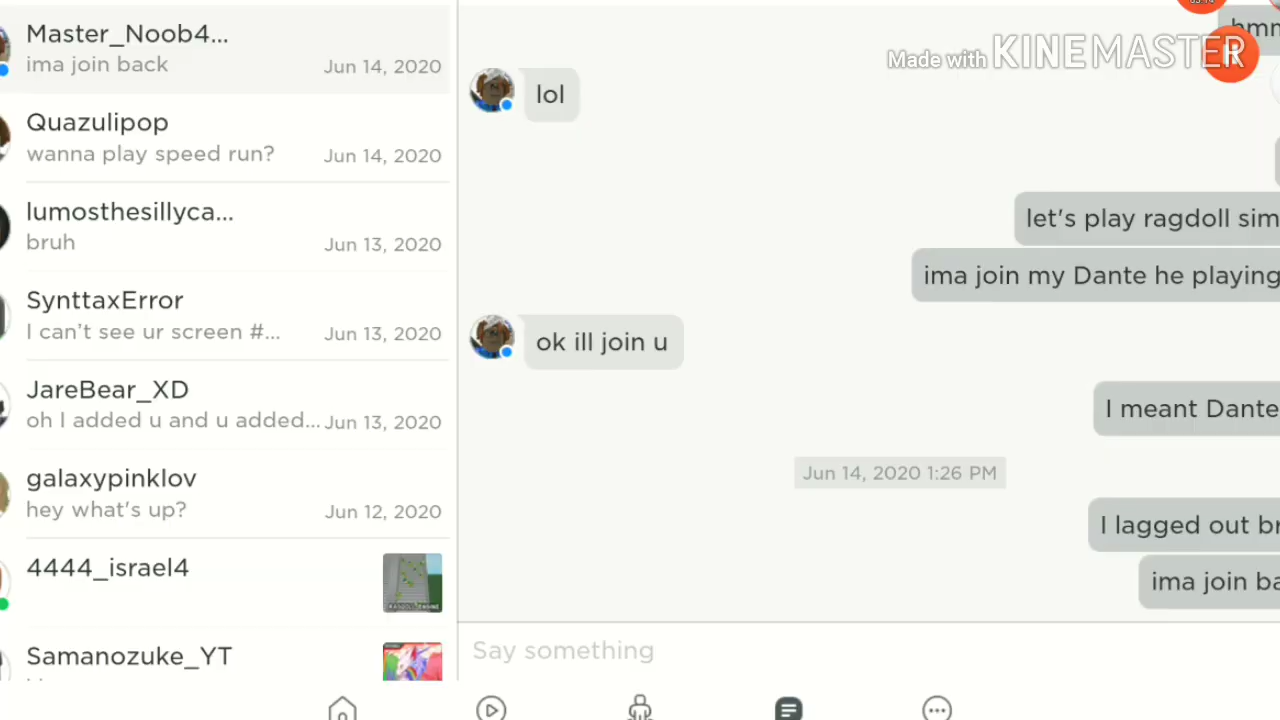 Master_Noob4...
ima join back
Jun 14, 2020
Quazulipop
wanna play speed run?
Jun 14, 2020
lumosthesillyca...
bruh
Jun 13, 2020
SynttaxError
I can’t see ur screen #...
Jun 13, 2020
JareBear_XD
oh I added u and u added...
Jun 13, 2020
galaxypinklov
hey what's up?
Jun 12, 2020
4444_israel4
RAGDOLL ENGINE
Samanozuke_YT
Made with KINEMASTER
lol
let's play ragdoll sim
ima join my Dante he playing
ok ill join u
I meant Dante
Jun 14, 2020 1:26 PM
I lagged out br
ima join ba
Say something